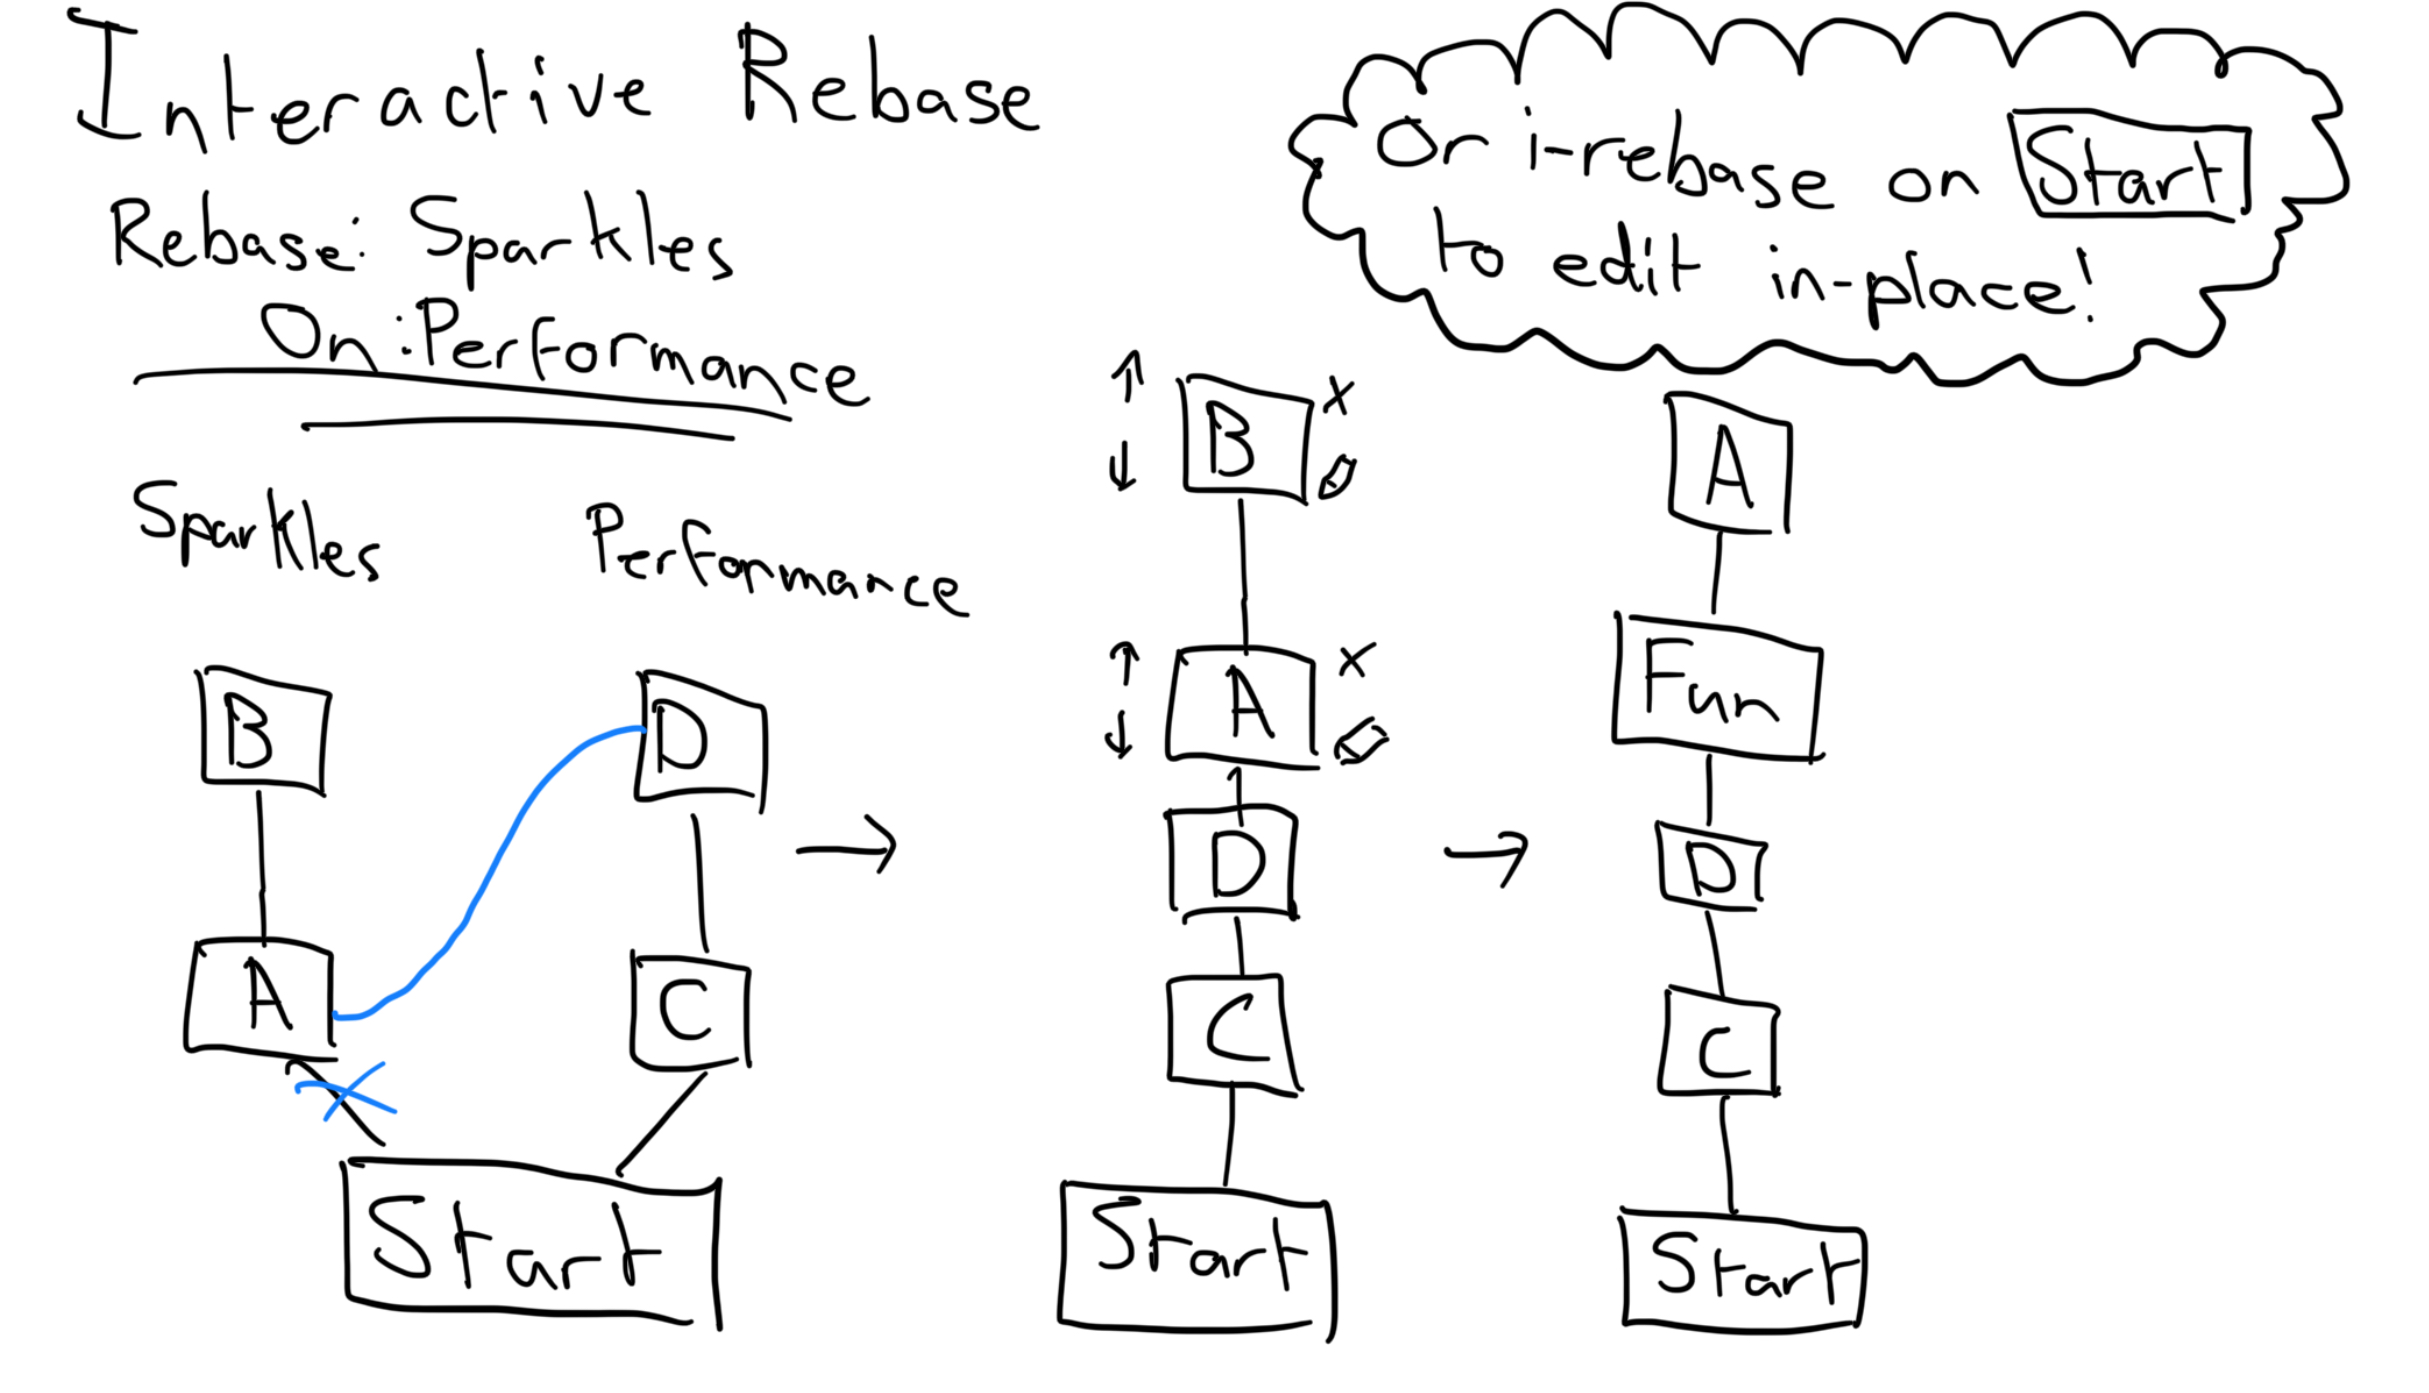 Interactive Rebase
Rebase: Sparkles
On: Performance
Or i-rebase on Start
to edit in-place!
Sparkles
Performance
B
A
D
C
Start
B
A
D
C
Start
A
Fun
D
C
Start